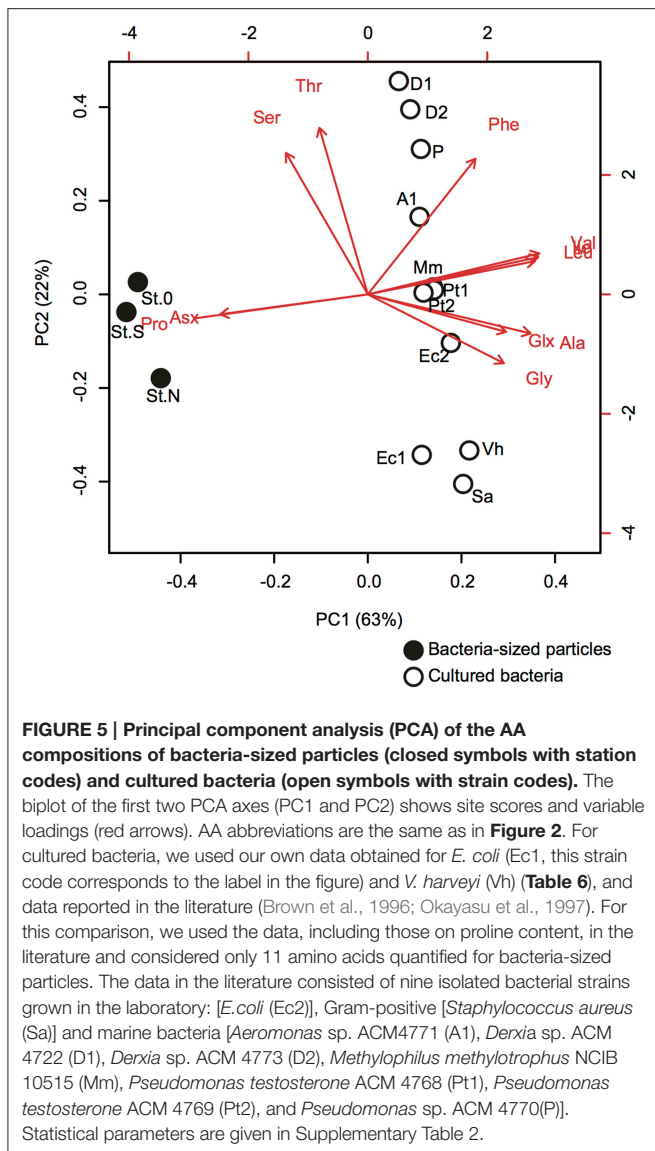 -4 -2 0 2
Thr
D1
Ser
D2
Phe
P
A1
Val
Leu
Mm
St.0
Pt1
Pt2
St.S
Pro
Asx
Ec2
Glx
Ala
Gly
St.N
Ec1
Vh
Sa
0.4
0.2
0.0
-0.2
-0.4
PC2 (22%)
2
0
-2
-4
-0.4 -0.2 0.0 0.2 0.4
PC1 (63%)
Bacteria-sized particles
Cultured bacteria
FIGURE 5 | Principal component analysis (PCA) of the AA
compositions of bacteria-sized particles (closed symbols with station
codes) and cultured bacteria (open symbols with strain codes). The
biplot of the first two PCA axes (PC1 and PC2) shows site scores and variable
loadings (red arrows). AA abbreviations are the same as in Figure 2. For
cultured bacteria, we used our own data obtained for E. coli (Ec1, this strain
code corresponds to the label in the figure) and V. harveyi (Vh) (Table 6), and
data reported in the literature (Brown et al., 1996; Okayasu et al., 1997). For
this comparison, we used the data, including those on proline content, in the
literature and considered only 11 amino acids quantified for bacteria-sized
particles. The data in the literature consisted of nine isolated bacterial strains
grown in the laboratory: [E.coli (Ec2)], Gram-positive [Staphylococcus aureus
(Sa)] and marine bacteria [Aeromonas sp. ACM4771 (A1), Derxia sp. ACM
4722 (D1), Derxia sp. ACM 4773 (D2), Methylophilus methylotrophus NCIB
10515 (Mm), Pseudomonas testosterone ACM 4768 (Pt1), Pseudomonas
testosterone ACM 4769 (Pt2), and Pseudomonas sp. ACM 4770(P)].
Statistical parameters are given in Supplementary Table 2.